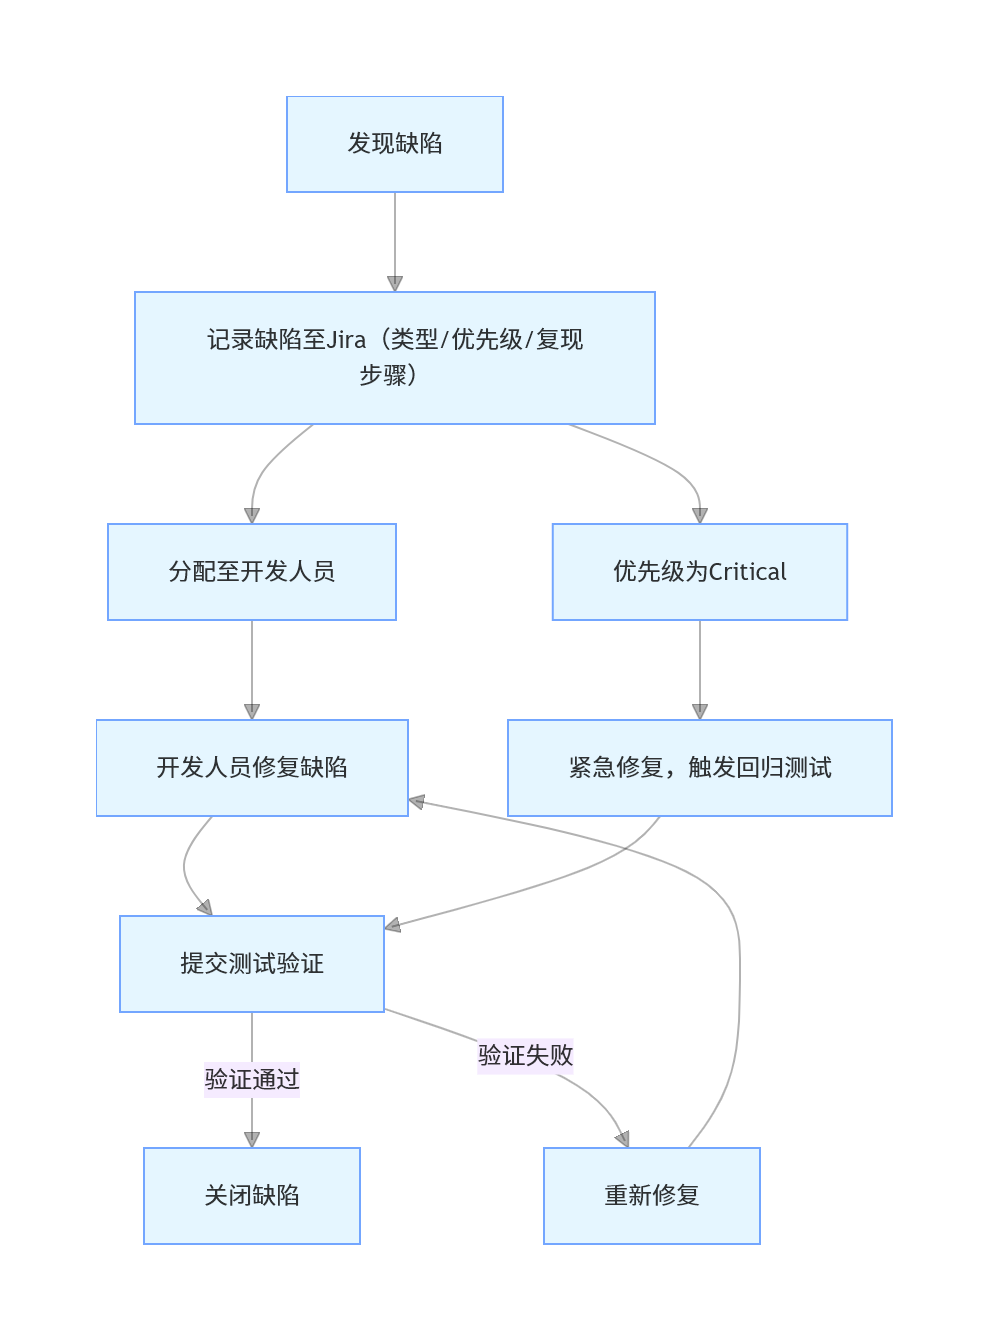 发现缺陷
记录缺陷至Jira（类型/优先级/复现
步骤）
分配至开发人员
优先级为Critical
开发人员修复缺陷
紧急修复，触发回归测试
提交测试验证
验证失败
验证通过
关闭缺陷
重新修复